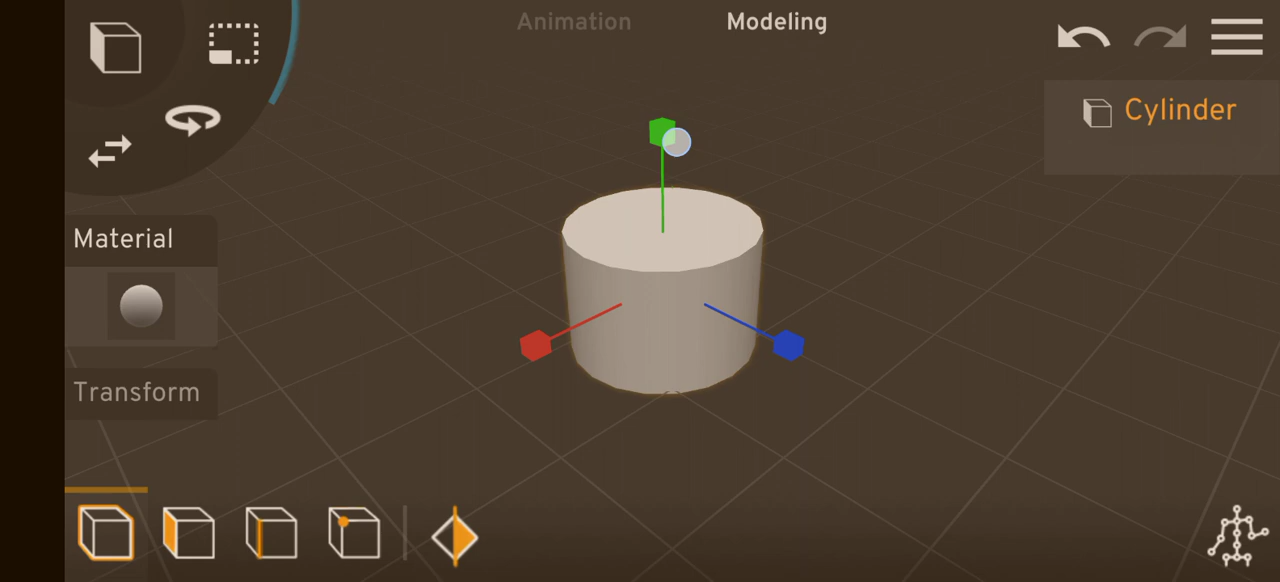 Animation
Modeling
Cylinder
Material
Transform